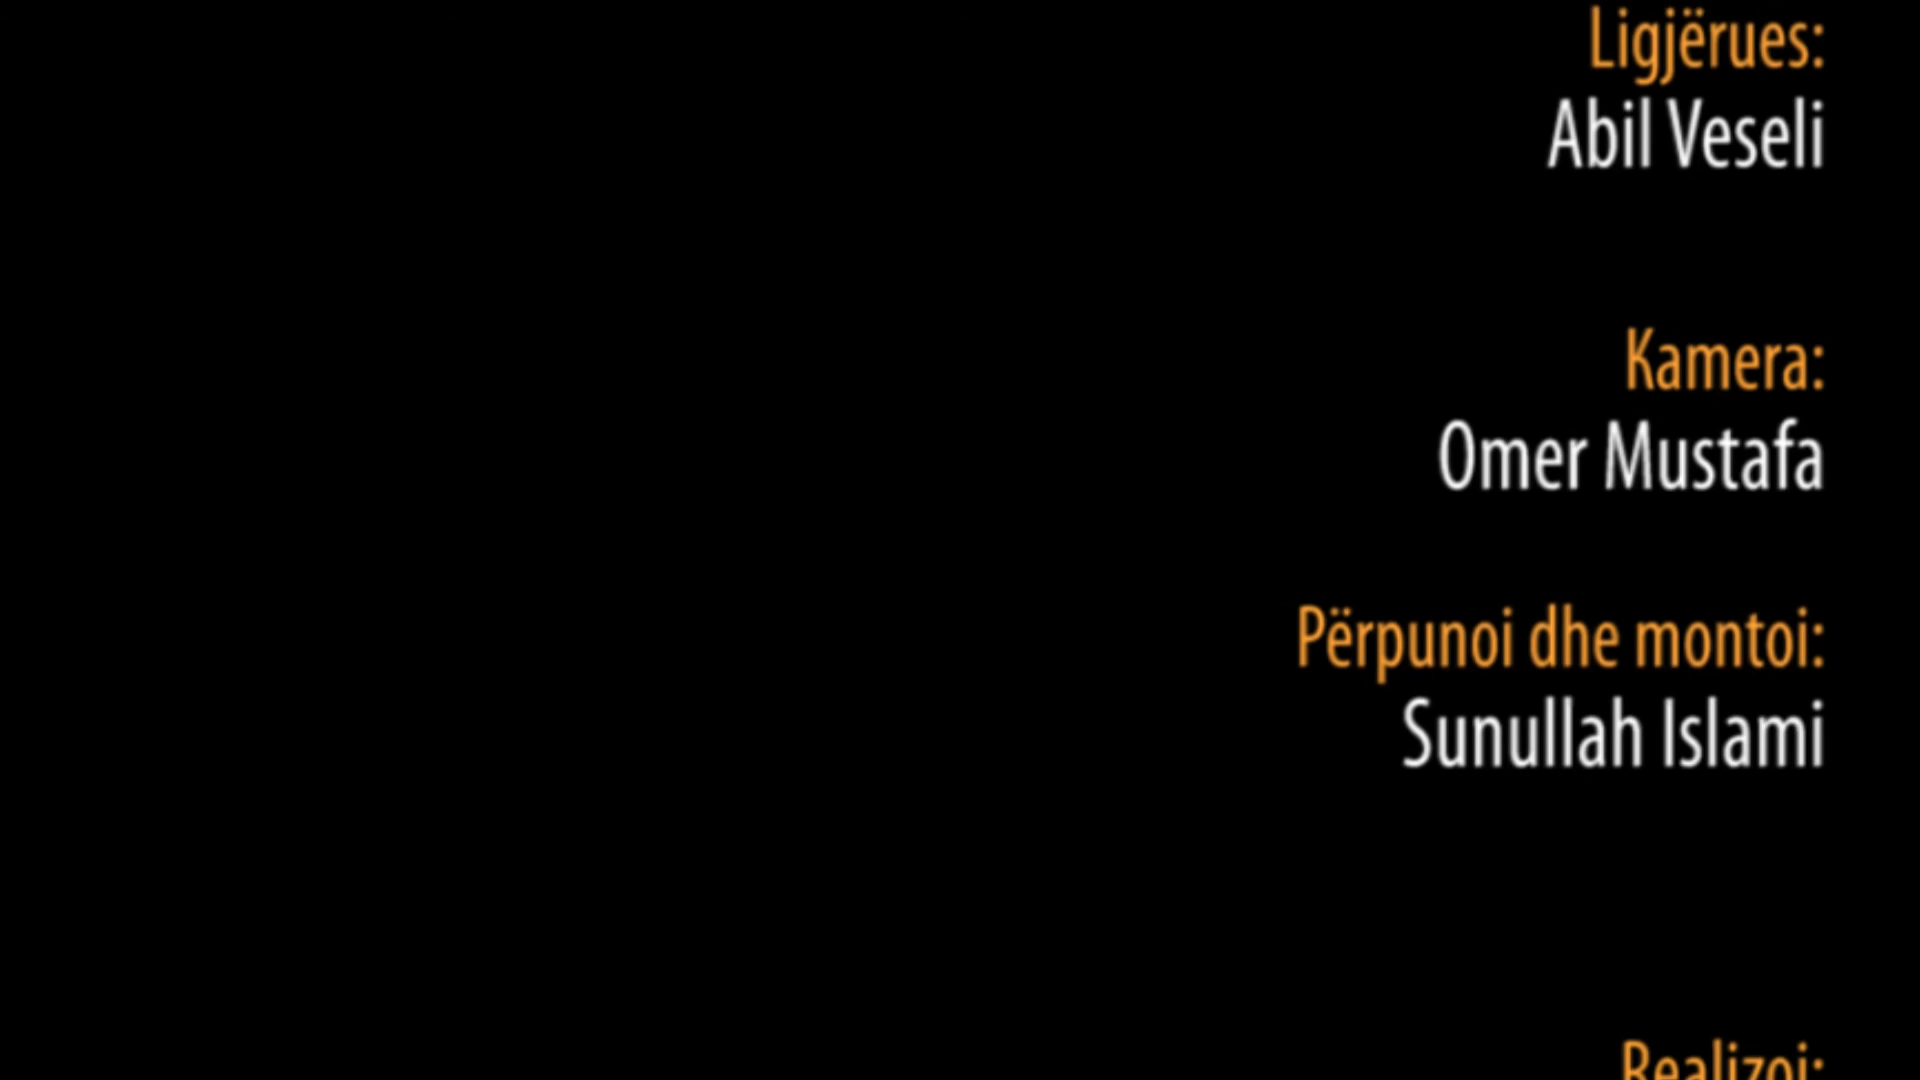 Ligjërues:
Abil Veseli
Kamera:
Omer Mustafa
Përpunoi dhe montoi:
Sunullah Islami
Realizoi: